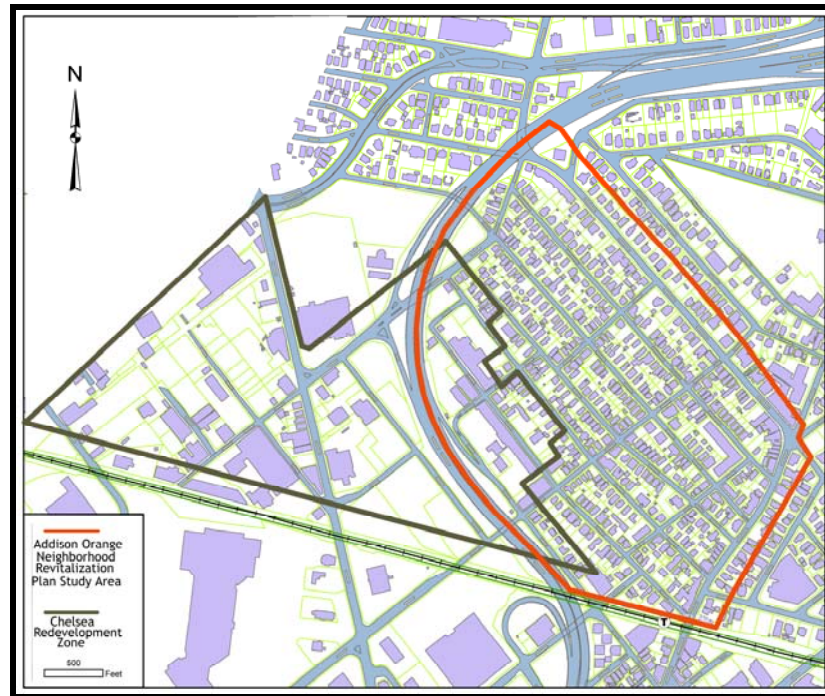 N
Addison Orange
Neighborhood
Revitalization
Plan Study Area
Chelsea
Redevelopment
Zone
500
Feet
T